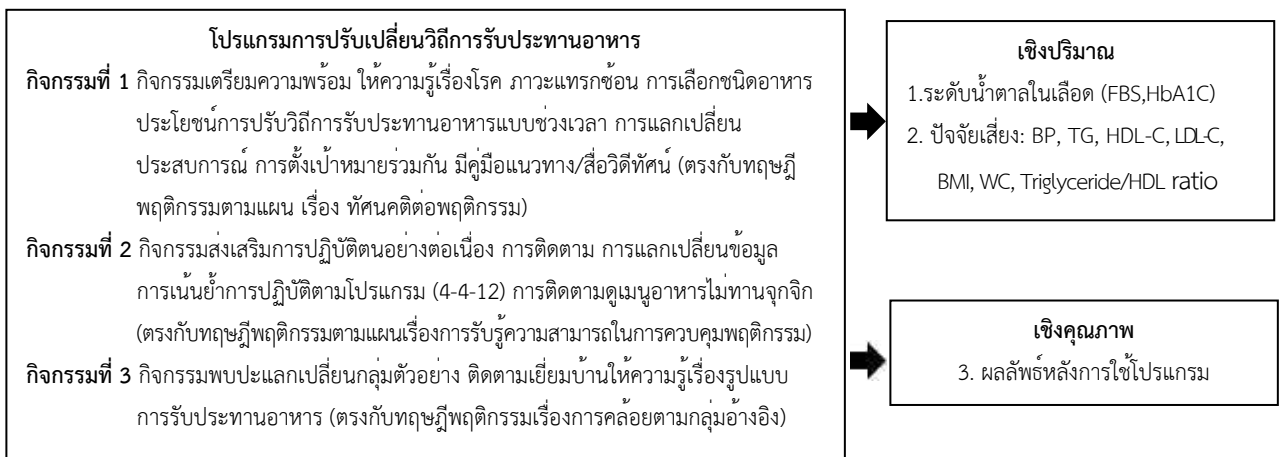 โปรแกรมการปรับเปลี่ยนวิถีการรับประทานอาหาร
กิจกรรมที่ 1 กิจกรรมเตรียมความพร้อม ให้ความรู้เรื่องโรค ภาวะแทรกซ้อน การเลือกชนิดอาหาร
ประโยชน์การปรับวิถีการรับประทานอาหารแบบช่วงเวลา การแลกเปลี่ยน
ประสบการณ์ การตั้งเป้าหมายร่วมกัน มีคู่มือแนวทาง/สื่อวิดีทัศน์ (ตรงกับทฤษฎี
พฤติกรรมตามแผน เรื่อง ทัศนคติต่อพฤติกรรม)
กิจกรรมที่ 2 กิจกรรมส่งเสริมการปฏิบัติตนอย่างต่อเนื่อง การติดตาม การแลกเปลี่ยนข้อมูล
การเน้นย้ำการปฏิบัติตามโปรแกรม (4-4-12) การติดตามดูเมนูอาหารไม่ทานจุกจิก
(ตรงกับทฤษฎีพฤติกรรมตามแผนเรื่องการรับรู้ความสามารถในการควบคุมพฤติกรรม)
กิจกรรมที่ 3 กิจกรรมพบปะแลกเปลี่ยนกลุ่มตัวอย่าง ติดตามเยี่ยมบ้านให้ความรู้เรื่องรูปแบบ
การรับประทานอาหาร (ตรงกับทฤษฎีพฤติกรรมเรื่องการคล้อยตามกลุ่มอ้างอิง)
เชิงปริมาณ
1.ระดับน้ำตาลในเลือด (FBS,HbA1C)
2. ปัจจัยเสี่ยง: BP, TG, HDL-C, LDL-C,
BMI, WC, Triglyceride/HDL ratio
เชิงคุณภาพ
3. ผลลัพธ์หลังการใช้โปรแกรม